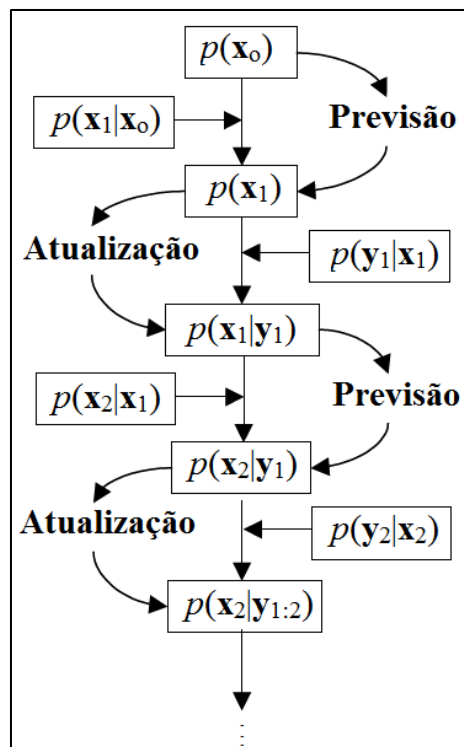 p(x₀)
Previsão
p(x₁|x₀)
p(x₁)
Atualização
p(y₁|x₁)
p(x₁|y₁)
p(x₂|x₁)
Previsão
p(x₂|y₁)
Atualização
p(y₂|x₂)
p(x₂|y₁:₂)
⋮